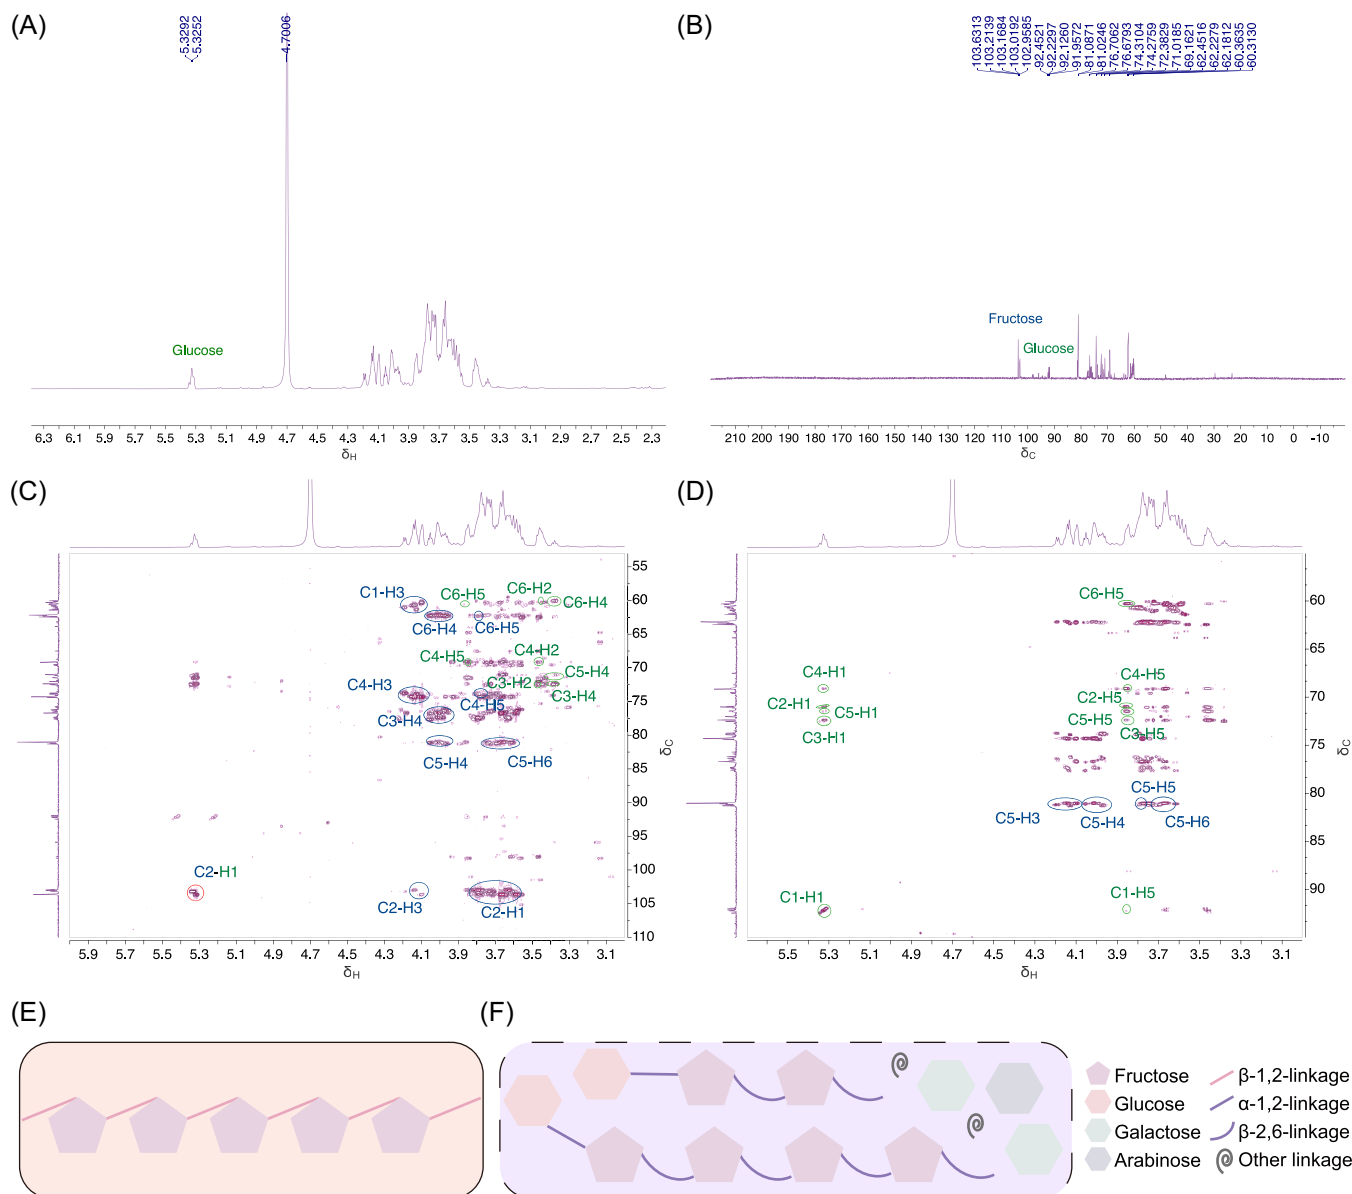 (A)
5.3292
5.3252
4.7006
Glucose
6.3 6.1 5.9 5.7 5.5 5.3 5.1 4.9 4.7 4.5 4.3 4.1 3.9 3.7 3.5 3.3 3.1 2.9 2.7 2.5 2.3
δH
(B)
103.6313
103.2139
103.1684
103.0192
102.9585
92.4521
92.2297
92.1260
91.9572
81.0871
81.0246
76.7062
76.6793
74.3104
74.2759
72.3829
71.0185
69.1621
62.4516
62.2279
62.1812
60.3635
60.3130
Fructose
Glucose
210 200 190 180 170 160 150 140 130 120 110 100 90 80 70 60 50 40 30 20 10 0 -10
δC
(C)
C1-H3
C6-H5
C6-H2
C6-H4
C6-H4
C6-H5
C4-H5
C4-H2
C5-H4
C4-H3
C3-H2
C3-H4
C4-H5
C3-H4
C5-H4
C5-H6
C2-H1
C2-H3
C2-H1
55
60
65
70
75
80
85
90
95
100
105
110
δC
5.9 5.7 5.5 5.3 5.1 4.9 4.7 4.5 4.3 4.1 3.9 3.7 3.5 3.3 3.1
δH
(D)
C6-H5
C4-H1
C4-H5
C2-H1
C5-H1
C2-H5
C5-H5
C3-H1
C3-H5
C5-H5
C5-H3
C5-H4
C5-H6
C1-H1
C1-H5
60
65
70
75
80
85
90
δC
5.5 5.3 5.1 4.9 4.7 4.5 4.3 4.1 3.9 3.7 3.5 3.3 3.1
δH
(E)
(F)
Fructose
Glucose
Galactose
Arabinose
β-1,2-linkage
α-1,2-linkage
β-2,6-linkage
Other linkage